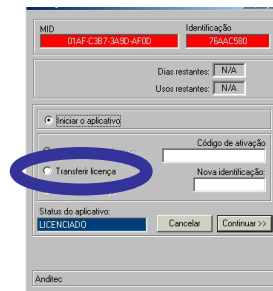 MID
Identificação
01AF-C3B7-3A9D-AF0D
76AAC580
Dias restantes: N/A
Usos restantes: N/A
Iniciar o aplicativo
Código de ativação
Transferir licença
Nova identificação:
Status do aplicativo:
LICENCIADO
Cancelar
Continuar >>
Anditec